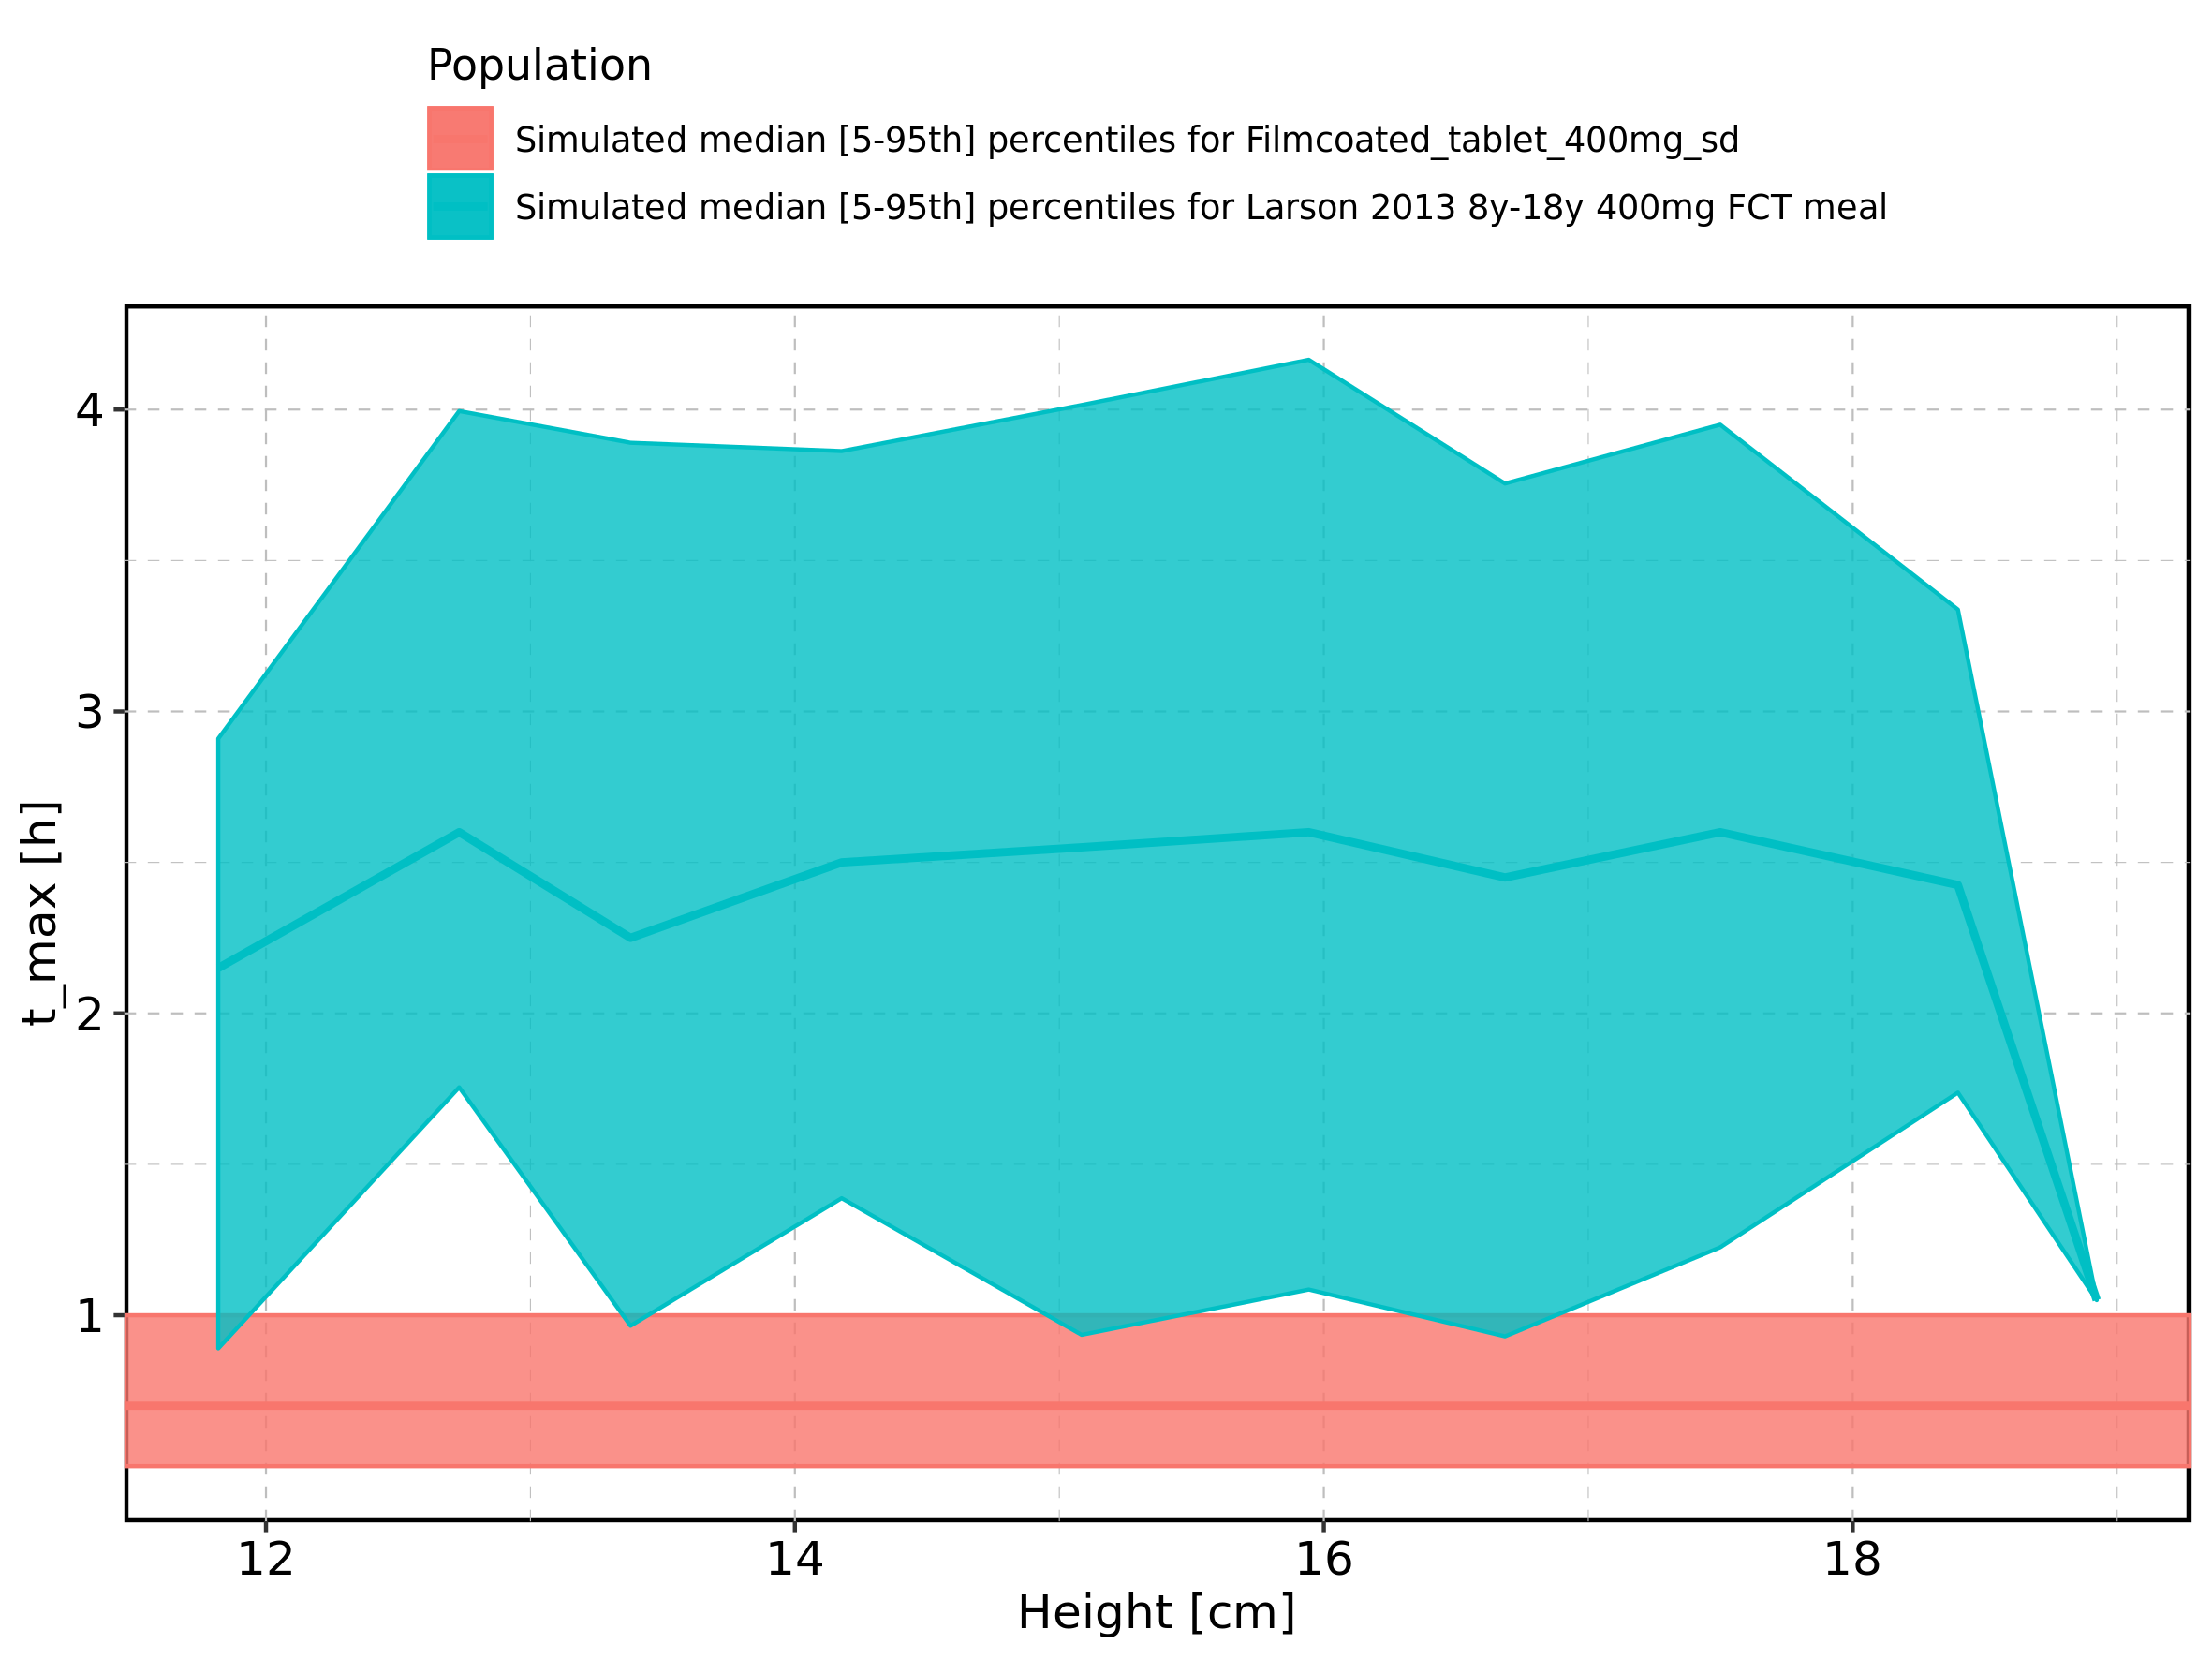 Population
Simulated median [5-95th] percentiles for Filmcoated_tablet_400mg_sd
Simulated median [5-95th] percentiles for Larson 2013 8y-18y 400mg FCT meal
4
3
2
1
t_max [h]
12 14 16 18
Height [cm]